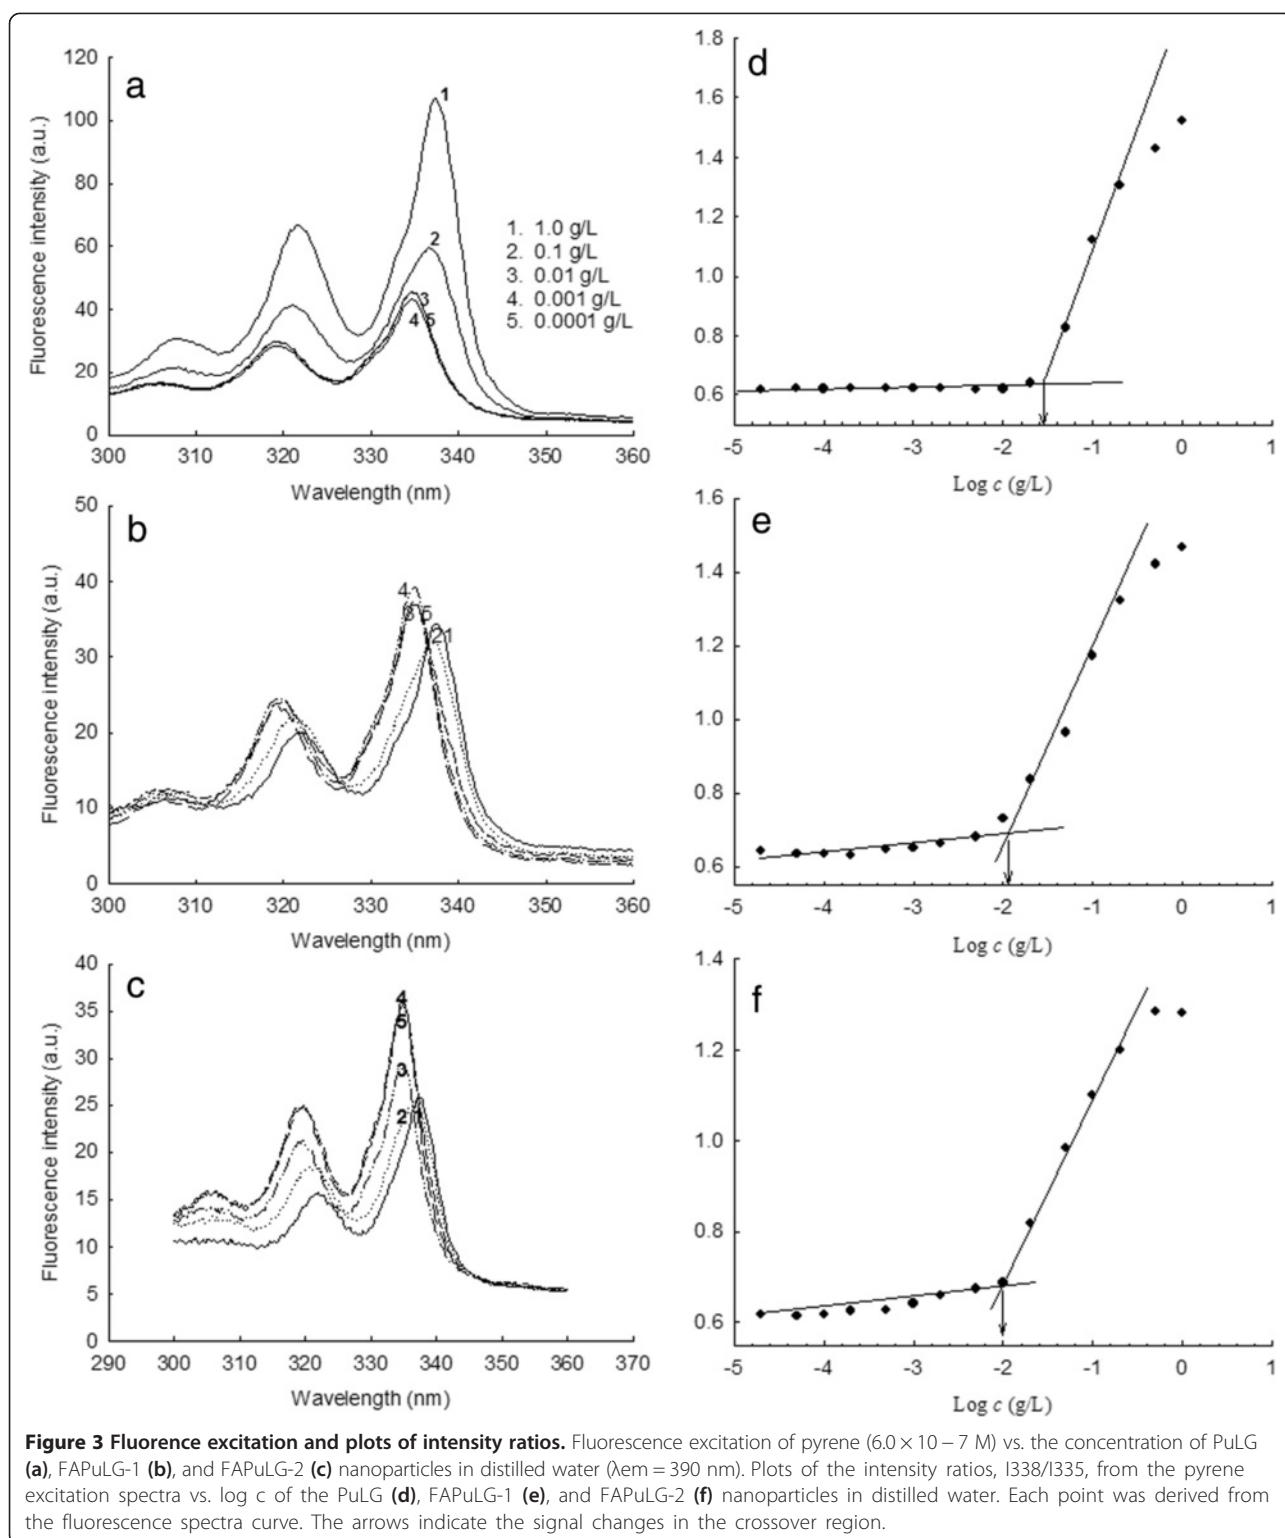 a
120
100
80
60
40
20
0
300 310 320 330 340 350 360
Fluorescence intensity (a.u.)
Wavelength (nm)
1
2
3
4 5
1. 1.0 g/L
2. 0.1 g/L
3. 0.01 g/L
4. 0.001 g/L
5. 0.0001 g/L
d
1.8
1.6
1.4
1.2
1.0
0.8
0.6
-5 -4 -3 -2 -1 0 1
Log c (g/L)
b
50
40
30
20
10
0
300 310 320 330 340 350 360
Fluorescence intensity (a.u.)
Wavelength (nm)
4
3 5
21
e
1.6
1.4
1.2
1.0
0.8
0.6
-5 -4 -3 -2 -1 0 1
Log c (g/L)
c
40
35
30
25
20
15
10
5
0
290 300 310 320 330 340 350 360 370
Fluorescence intensity (a.u.)
Wavelength (nm)
4
5
3
2 1
f
1.4
1.2
1.0
0.8
0.6
-5 -4 -3 -2 -1 0 1
Log c (g/L)
Figure 3 Fluorence excitation and plots of intensity ratios. Fluorescence excitation of pyrene (6.0 × 10 − 7 M) vs. the concentration of PuLG
(a), FAPuLG-1 (b), and FAPuLG-2 (c) nanoparticles in distilled water (λem = 390 nm). Plots of the intensity ratios, I338/I335, from the pyrene
excitation spectra vs. log c of the PuLG (d), FAPuLG-1 (e), and FAPuLG-2 (f) nanoparticles in distilled water. Each point was derived from
the fluorescence spectra curve. The arrows indicate the signal changes in the crossover region.